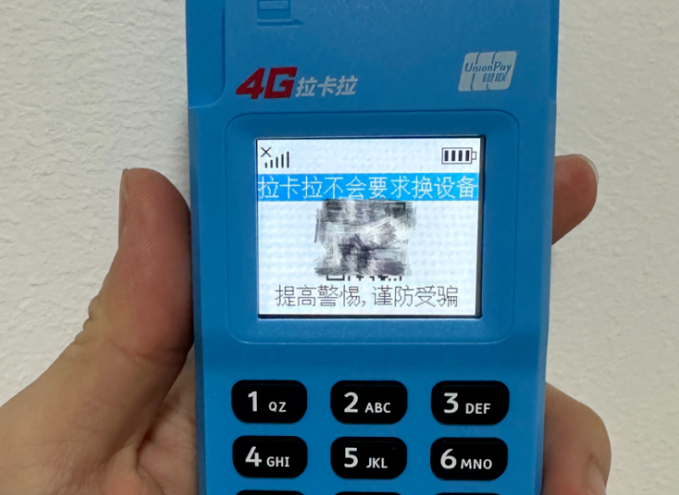 4G拉卡拉
UnionPay
银联
拉卡拉不会要求换设备
提高警惕,谨防受骗
1 QZ
2 ABC
3 DEF
4 GHI
5 JKL
6 MNO